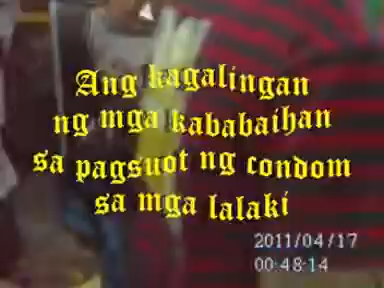 Ang kagalingan
ng mga kababaihan
sa pagsuot ng condom
sa mga lalaki
2011/04/17
00:48:14